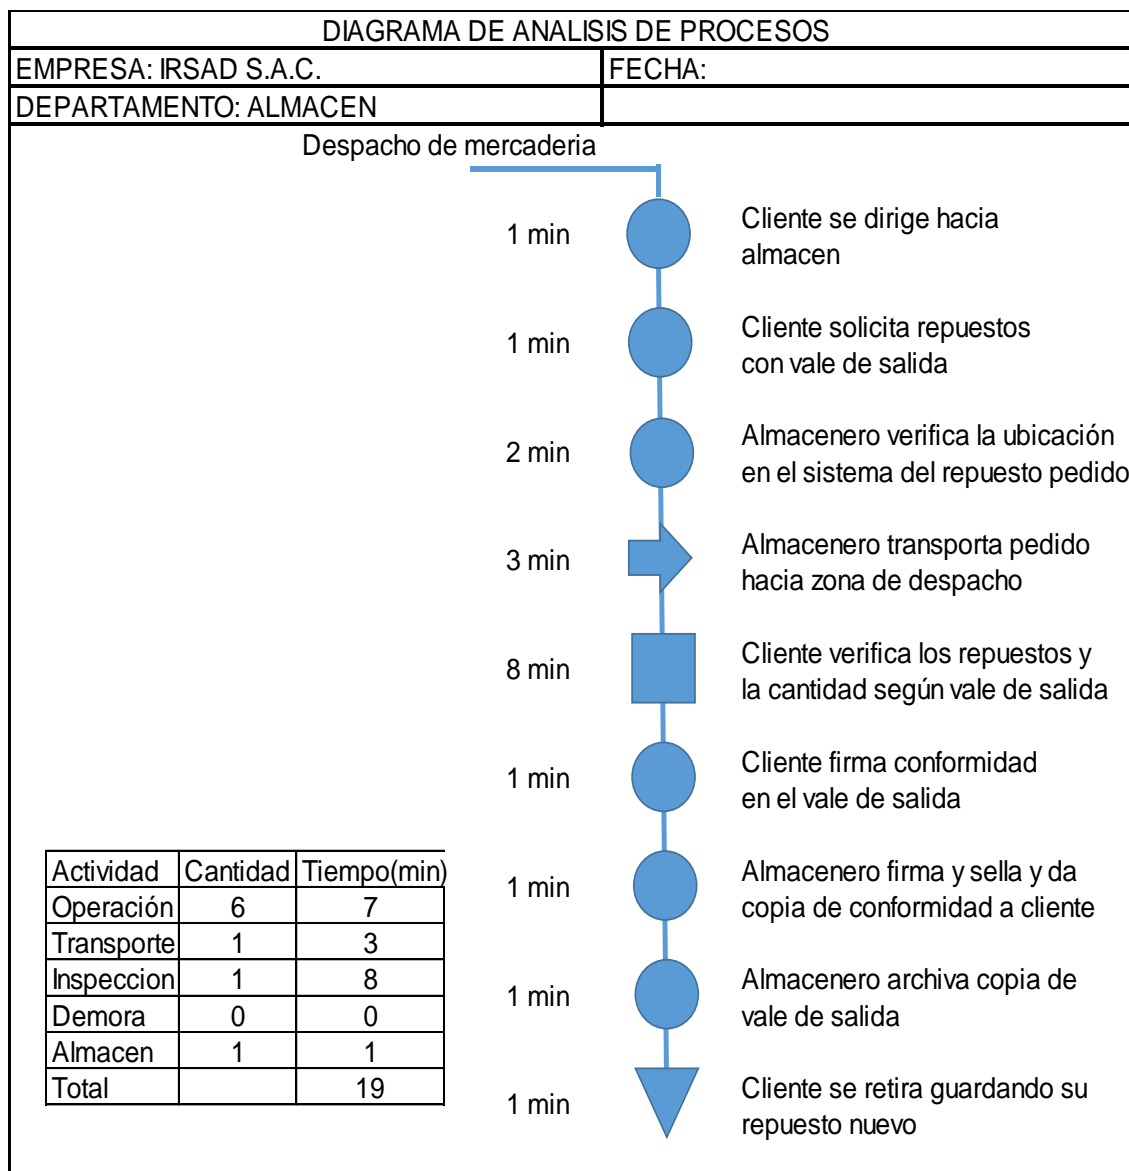 DIAGRAMA DE ANALISIS DE PROCESOS
EMPRESA: IRSAD S.A.C. FECHA:
DEPARTAMENTO: ALMACEN
Despacho de mercaderia
1 min Cliente se dirige hacia
almacen
1 min Cliente solicita repuestos
con vale de salida
2 min Almacenero verifica la ubicación
en el sistema del repuesto pedido
3 min Almacenero transporta pedido
hacia zona de despacho
8 min Cliente verifica los repuestos y
la cantidad según vale de salida
1 min Cliente firma conformidad
en el vale de salida
1 min Almacenero firma y sella y da
copia de conformidad a cliente
1 min Almacenero archiva copia de
vale de salida
1 min Cliente se retira guardando su
repuesto nuevo
Actividad Cantidad Tiempo(min)
Operación 6 7
Transporte 1 3
Inspeccion 1 8
Demora 0 0
Almacen 1 1
Total 19